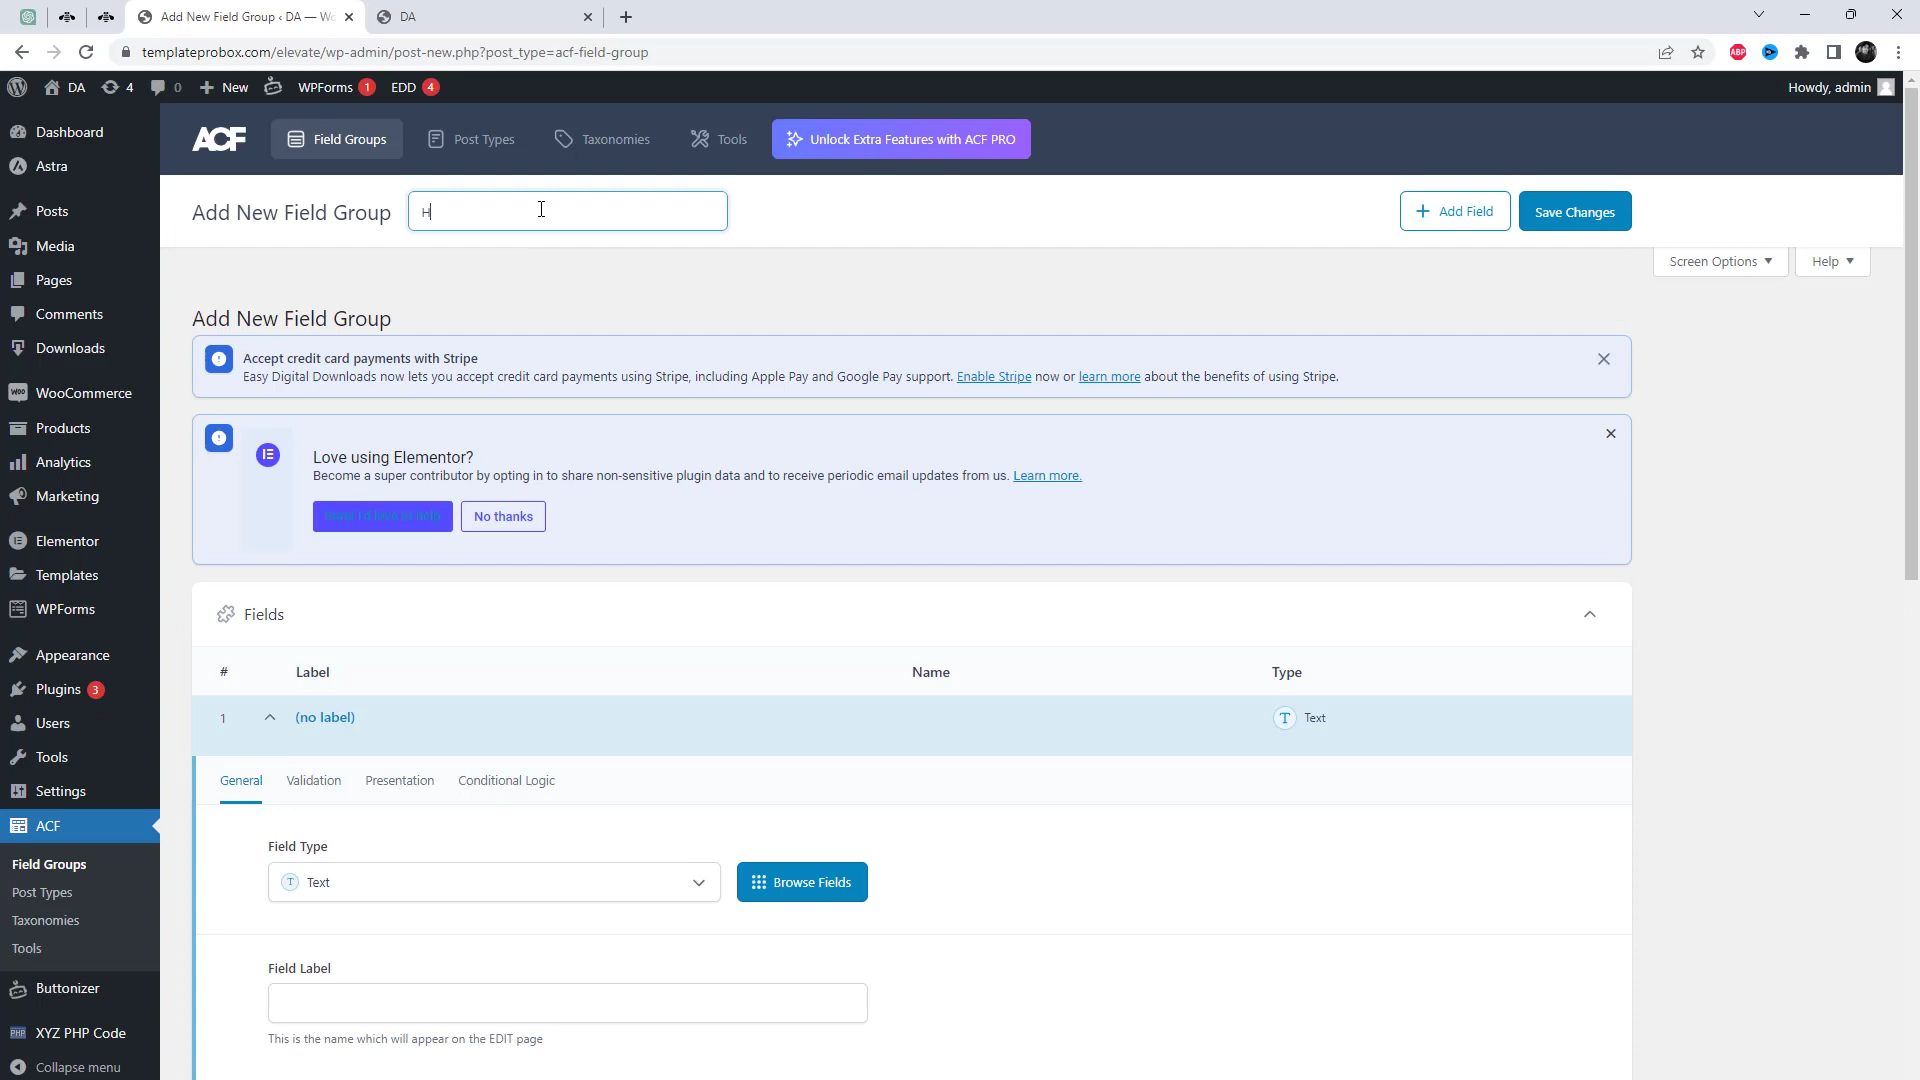 Add New Field Group ‹ DA — Wo
DA
templateprobox.com/elevate/wp-admin/post-new.php?post_type=acf-field-group
ABP
DA
4
0
New
WPForms 1
EDD 4
Howdy, admin
Dashboard
Astra
Posts
Media
Pages
Comments
Downloads
WooCommerce
Products
Analytics
Marketing
Elementor
Templates
WPForms
Appearance
Plugins 3
Users
Tools
Settings
ACF
Field Groups
Post Types
Taxonomies
Tools
Buttonizer
PHP XYZ PHP Code
Collapse menu
ACF
Field Groups
Post Types
Taxonomies
Tools
Unlock Extra Features with ACF PRO
Add New Field Group
H
Add Field
Save Changes
Screen Options
Help
Add New Field Group
Accept credit card payments with Stripe
Easy Digital Downloads now lets you accept credit card payments using Stripe, including Apple Pay and Google Pay support. Enable Stripe now or learn more about the benefits of using Stripe.
Love using Elementor?
Become a super contributor by opting in to share non-sensitive plugin data and to receive periodic email updates from us. Learn more.
No thanks
Fields
# Label Name Type
1 (no label) T Text
General Validation Presentation Conditional Logic
Field Type
T Text
Browse Fields
Field Label
This is the name which will appear on the EDIT page